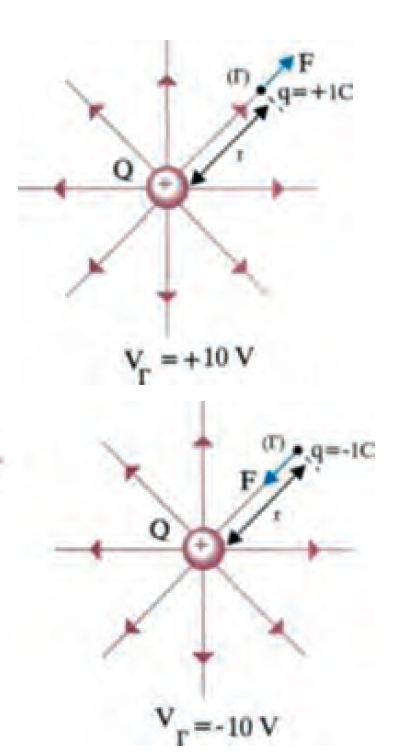 F
(Γ)
q=+1C
r
Q
+
V_Γ =+10 V
(Γ)
q=-1C
F
r
Q
+
V_Γ =-10 V